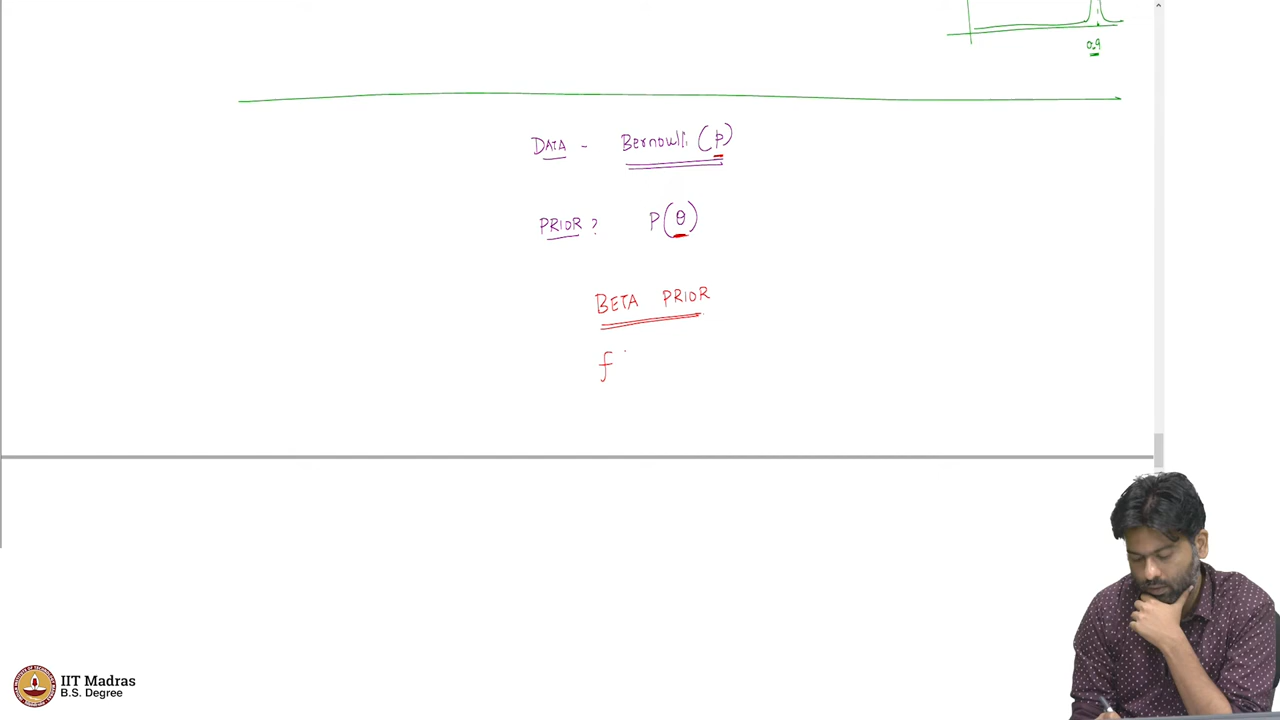 0.9
DATA - Bernoulli (p)
PRIOR? P(θ)
BETA PRIOR
f
IIT Madras
B.S. Degree